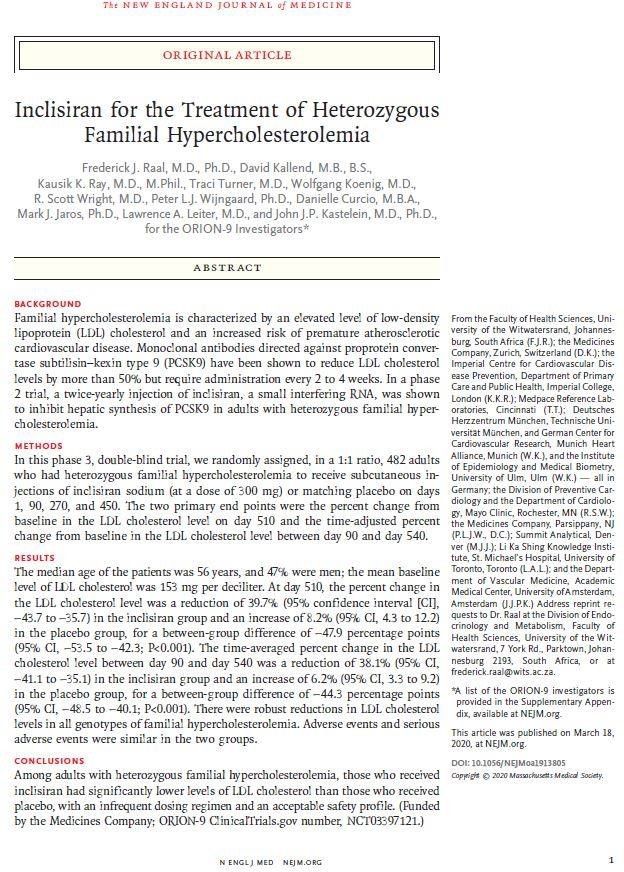 The NEW ENGLAND JOURNAL of MEDICINE
ORIGINAL ARTICLE
Inclisiran for the Treatment of Heterozygous
Familial Hypercholesterolemia
Frederick J. Raal, M.D., Ph.D., David Kallend, M.B., B.S.,
Kausik K. Ray, M.D., M.Phil., Traci Turner, M.D., Wolfgang Koenig, M.D.,
R. Scott Wright, M.D., Peter L.J. Wijngaard, Ph.D., Danielle Curcio, M.B.A.,
Mark J. Jaros, Ph.D., Lawrence A. Leiter, M.D., and John J.P. Kastelein, M.D., Ph.D.,
for the ORION-9 Investigators*
ABSTRACT
BACKGROUND
Familial hypercholesterolemia is characterized by an elevated level of low-density
lipoprotein (LDL) cholesterol and an increased risk of premature atherosclerotic
cardiovascular disease. Monoclonal antibodies directed against proprotein conver-
tase subtilisin–kexin type 9 (PCSK9) have been shown to reduce LDL cholesterol
levels by more than 50% but require administration every 2 to 4 weeks. In a phase
2 trial, a twice-yearly injection of inclisiran, a small interfering RNA, was shown
to inhibit hepatic synthesis of PCSK9 in adults with heterozygous familial hyper-
cholesterolemia.
METHODS
In this phase 3, double-blind trial, we randomly assigned, in a 1:1 ratio, 482 adults
who had heterozygous familial hypercholesterolemia to receive subcutaneous in-
jections of inclisiran sodium (at a dose of 300 mg) or matching placebo on days
1, 90, 270, and 450. The two primary end points were the percent change from
baseline in the LDL cholesterol level on day 510 and the time-adjusted percent
change from baseline in the LDL cholesterol level between day 90 and day 540.
RESULTS
The median age of the patients was 56 years, and 47% were men; the mean baseline
level of LDL cholesterol was 153 mg per deciliter. At day 510, the percent change in
the LDL cholesterol level was a reduction of 39.7% (95% confidence interval [CI],
−43.7 to −35.7) in the inclisiran group and an increase of 8.2% (95% CI, 4.3 to 12.2)
in the placebo group, for a between-group difference of −47.9 percentage points
(95% CI, −53.5 to −42.3; P<0.001). The time-averaged percent change in the LDL
cholesterol level between day 90 and day 540 was a reduction of 38.1% (95% CI,
−41.1 to −35.1) in the inclisiran group and an increase of 6.2% (95% CI, 3.3 to 9.2)
in the placebo group, for a between-group difference of −44.3 percentage points
(95% CI, −48.5 to −40.1; P<0.001). There were robust reductions in LDL cholesterol
levels in all genotypes of familial hypercholesterolemia. Adverse events and serious
adverse events were similar in the two groups.
CONCLUSIONS
Among adults with heterozygous familial hypercholesterolemia, those who received
inclisiran had significantly lower levels of LDL cholesterol than those who received
placebo, with an infrequent dosing regimen and an acceptable safety profile. (Funded
by the Medicines Company; ORION-9 ClinicalTrials.gov number, NCT03397121.)
From the Faculty of Health Sciences, Uni-
versity of the Witwatersrand, Johannes-
burg, South Africa (F.J.R.); the Medicines
Company, Zurich, Switzerland (D.K.); the
Imperial Centre for Cardiovascular Dis-
ease Prevention, Department of Primary
Care and Public Health, Imperial College,
London (K.K.R.); Medpace Reference Lab-
oratories, Cincinnati (T.T.); Deutsches
Herzzentrum München, Technische Uni-
versität München, and German Center for
Cardiovascular Research, Munich Heart
Alliance, Munich (W.K.), and the Institute
of Epidemiology and Medical Biometry,
University of Ulm, Ulm (W.K.) — all in
Germany; the Division of Preventive Car-
diology and the Department of Cardiolo-
gy, Mayo Clinic, Rochester, MN (R.S.W.);
the Medicines Company, Parsippany, NJ
(P.L.J.W., D.C.); Summit Analytical, Den-
ver (M.J.J.); Li Ka Shing Knowledge Insti-
tute, St. Michael's Hospital, University of
Toronto, Toronto (L.A.L.); and the Depart-
ment of Vascular Medicine, Academic
Medical Center, University of Amsterdam,
Amsterdam (J.J.P.K.) Address reprint re-
quests to Dr. Raal at the Division of Endo-
crinology and Metabolism, Faculty of
Health Sciences, University of the Wit-
watersrand, 7 York Rd., Parktown, Johan-
nesburg 2193, South Africa, or at
frederick.raal@wits.ac.za.
*A list of the ORION-9 investigators is
provided in the Supplementary Appen-
dix, available at NEJM.org.
This article was published on March 18,
2020, at NEJM.org.
DOI: 10.1056/NEJMoa1913805
Copyright © 2020 Massachusetts Medical Society.
N ENGL J MED NEJM.ORG
1